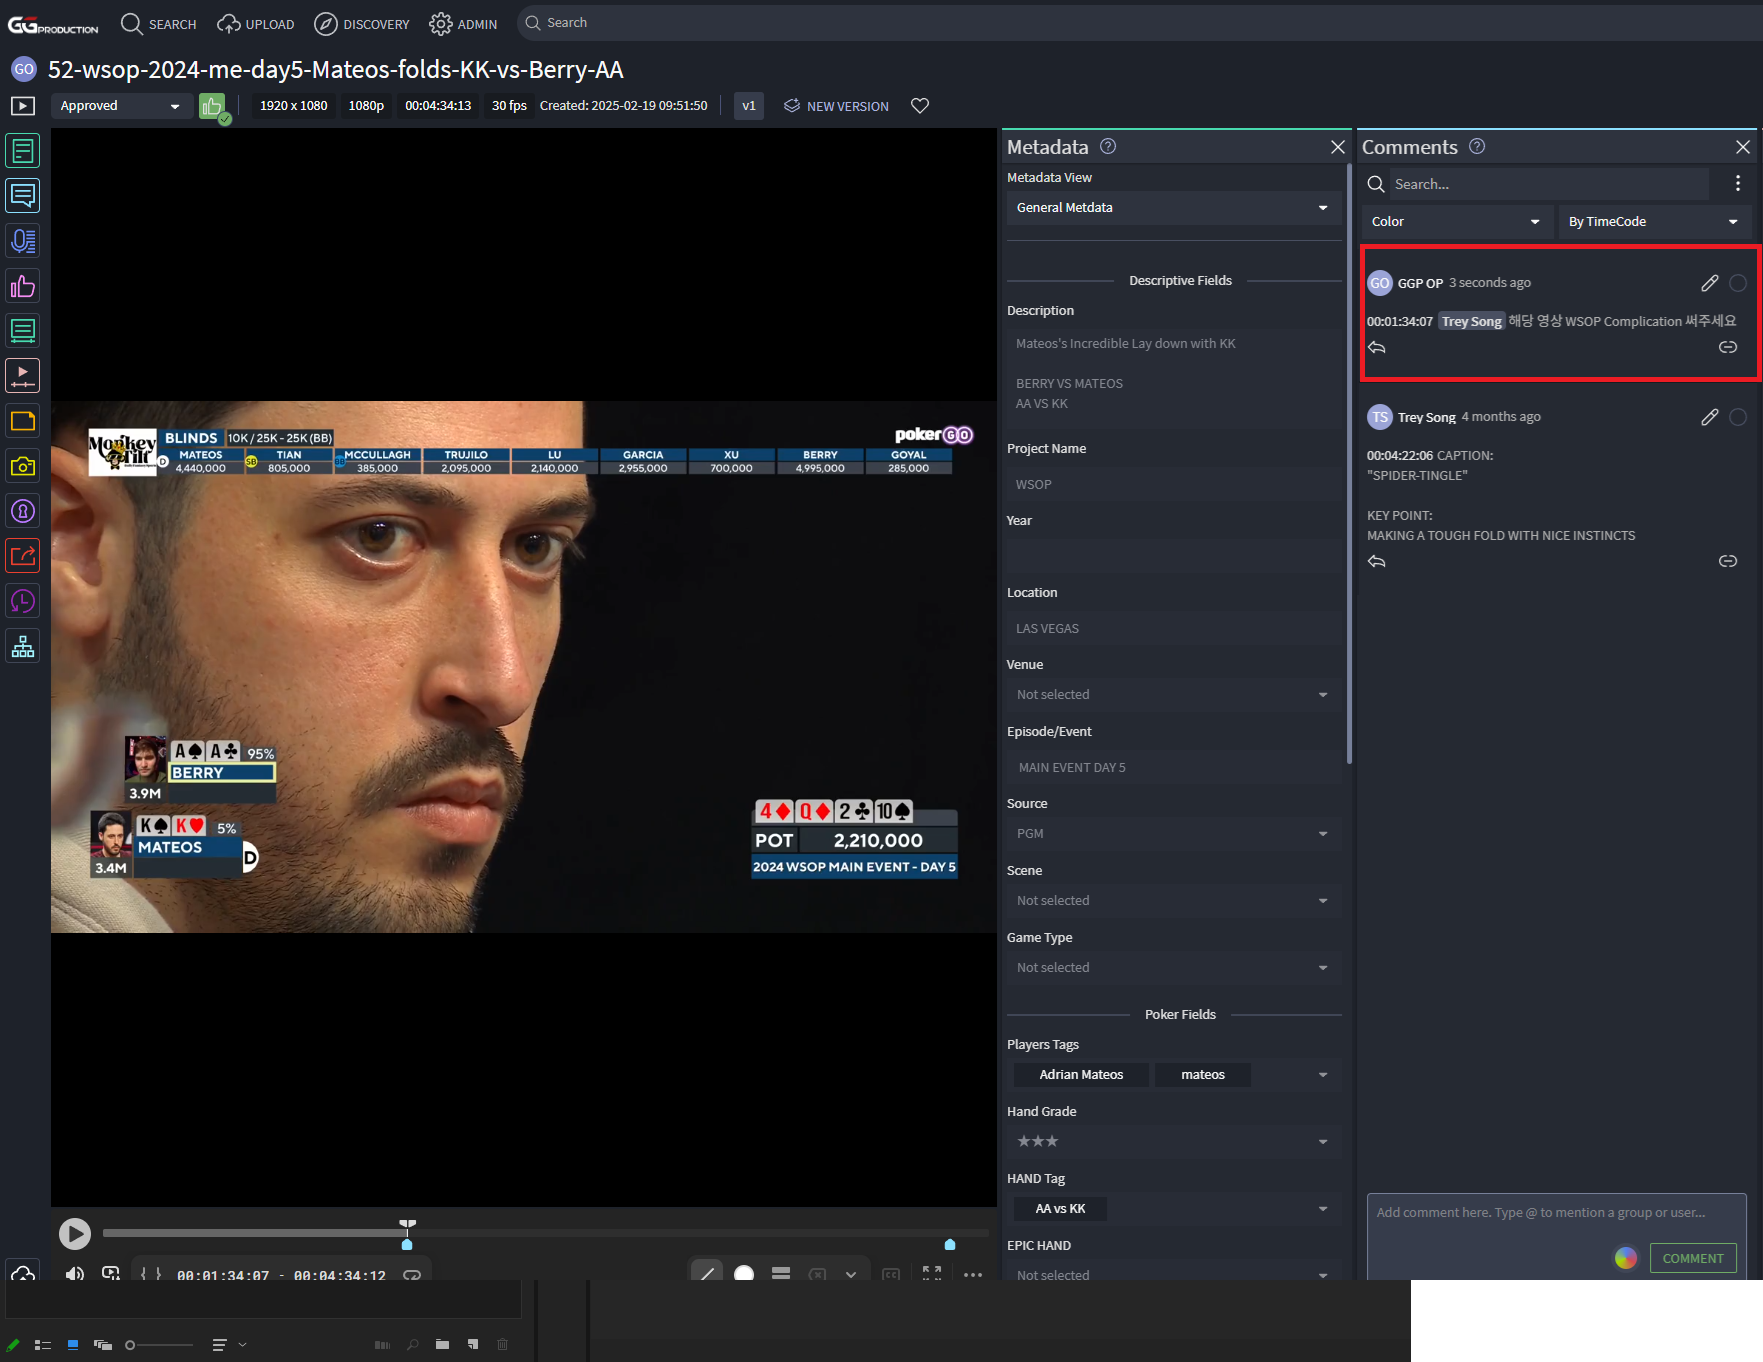 GG PRODUCTION SEARCH UPLOAD DISCOVERY ADMIN Search
GO 52-wsop-2024-me-day5-Mateos-folds-KK-vs-Berry-AA
Approved 1920 x 1080 1080p 00:04:34:13 30 fps Created: 2025-02-19 09:51:50 v1 NEW VERSION
Monkey Tilt
BLINDS 10K / 25K - 25K (BB)
pokerGO
D MATEOS SB TIAN BB MCCULLAGH TRUJILO LU GARCIA XU BERRY GOYAL
4,440,000 805,000 385,000 2,095,000 2,140,000 2,955,000 700,000 4,995,000 285,000
A♠ A♣ 95%
BERRY
3.9M
K♠ K♥ 5%
MATEOS
D
3.4M
4♦ Q♦ 2♣ 10♠
POT 2,210,000
2024 WSOP MAIN EVENT - DAY 5
00:01:34:07 - 00:04:34:12
CC
Metadata
Metadata View
General Metdata
Descriptive Fields
Description
Mateos's Incredible Lay down with KK
BERRY VS MATEOS
AA VS KK
Project Name
WSOP
Year
Location
LAS VEGAS
Venue
Not selected
Episode/Event
MAIN EVENT DAY 5
Source
PGM
Scene
Not selected
Game Type
Not selected
Poker Fields
Players Tags
Adrian Mateos mateos
Hand Grade
★★★
HAND Tag
AA vs KK
EPIC HAND
Not selected
Comments
Search...
Color By TimeCode
GO GGP OP 3 seconds ago
00:01:34:07 Trey Song 해당 영상 WSOP Complication 써주세요
TS Trey Song 4 months ago
00:04:22:06 CAPTION:
"SPIDER-TINGLE"
KEY POINT:
MAKING A TOUGH FOLD WITH NICE INSTINCTS
Add comment here. Type @ to mention a group or user...
COMMENT